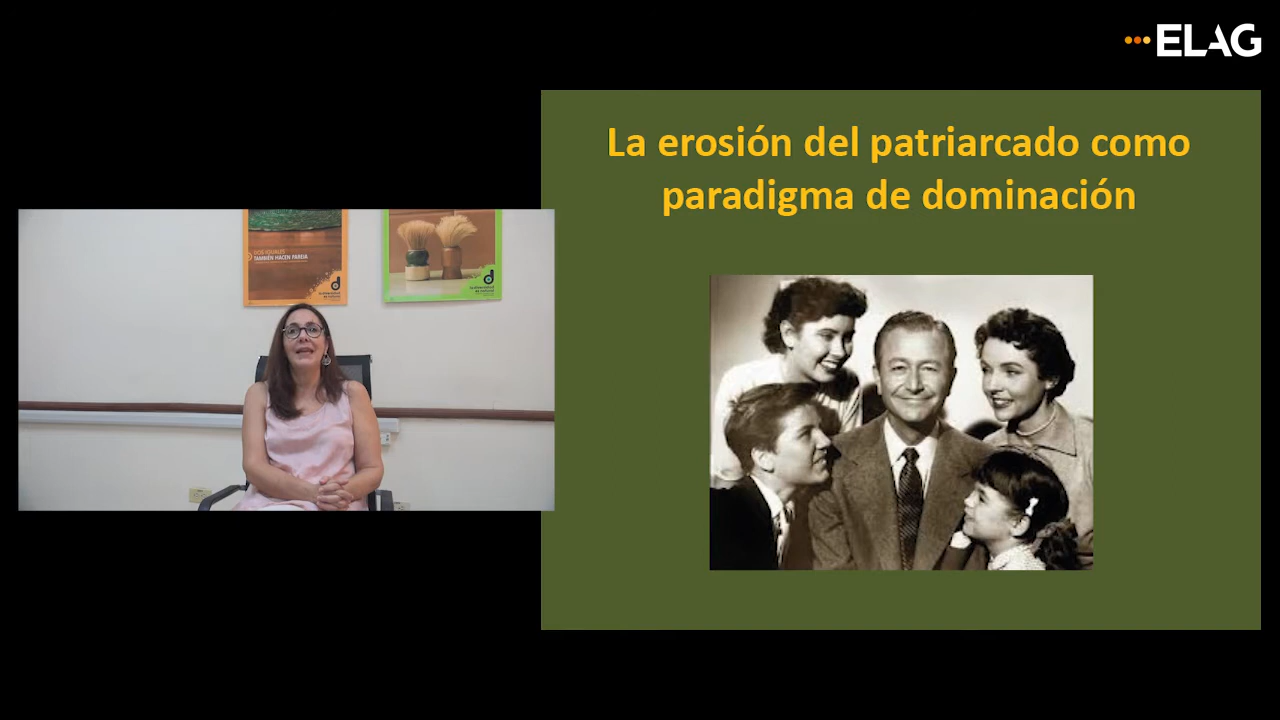 ELAG
La erosión del patriarcado como
paradigma de dominación
DOS IGUALES
TAMBIÉN HACEN PAREJA